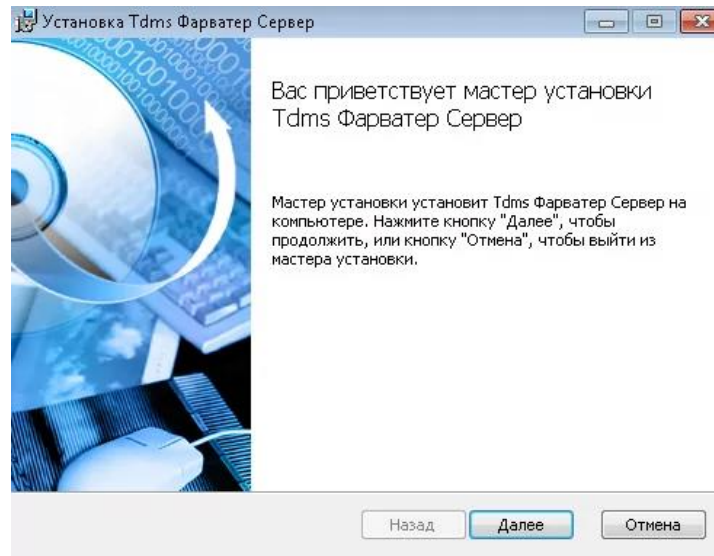 Установка Tdms Фарватер Сервер
Вас приветствует мастер установки
Tdms Фарватер Сервер
Мастер установки установит Tdms Фарватер Сервер на
компьютере. Нажмите кнопку "Далее", чтобы
продолжить, или кнопку "Отмена", чтобы выйти из
мастера установки.
Назад
Далее
Отмена